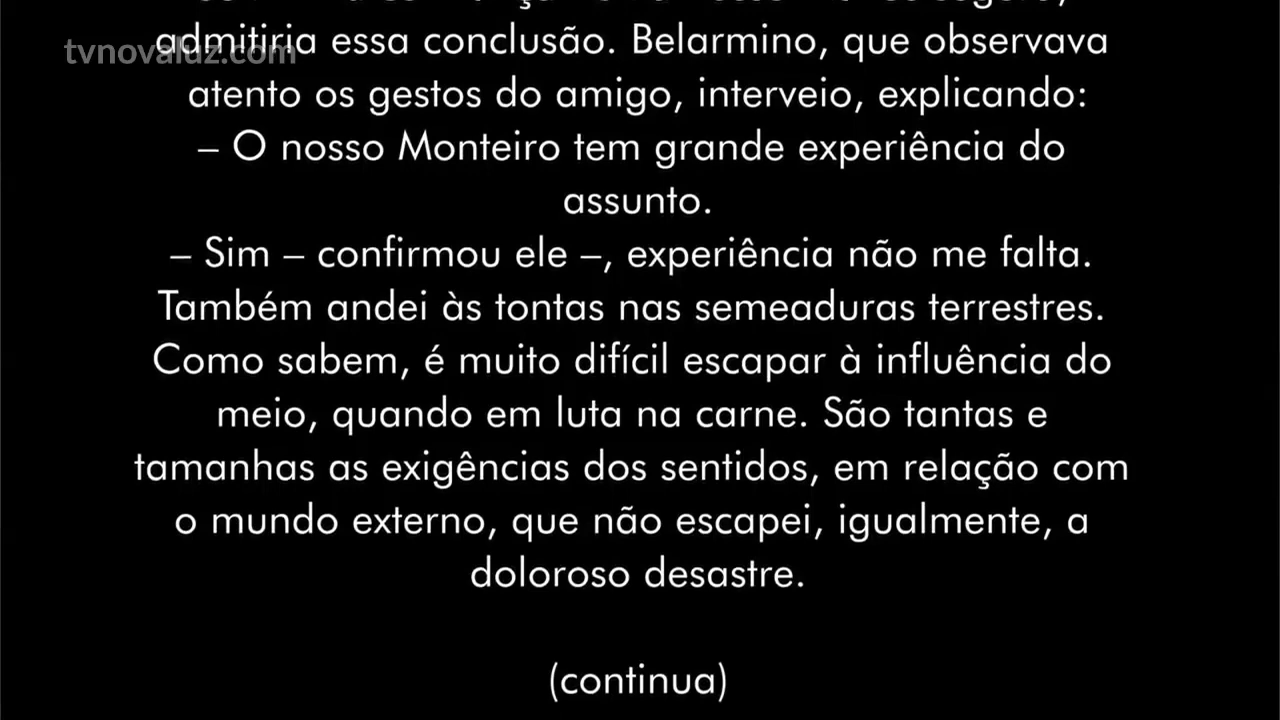 tvnovaluz.com
admitiria essa conclusão. Belarmino, que observava
atento os gestos do amigo, interveio, explicando:
– O nosso Monteiro tem grande experiência do
assunto.
– Sim – confirmou ele –, experiência não me falta.
Também andei às tontas nas semeaduras terrestres.
Como sabem, é muito difícil escapar à influência do
meio, quando em luta na carne. São tantas e
tamanhas as exigências dos sentidos, em relação com
o mundo externo, que não escapei, igualmente, a
doloroso desastre.
(continua)